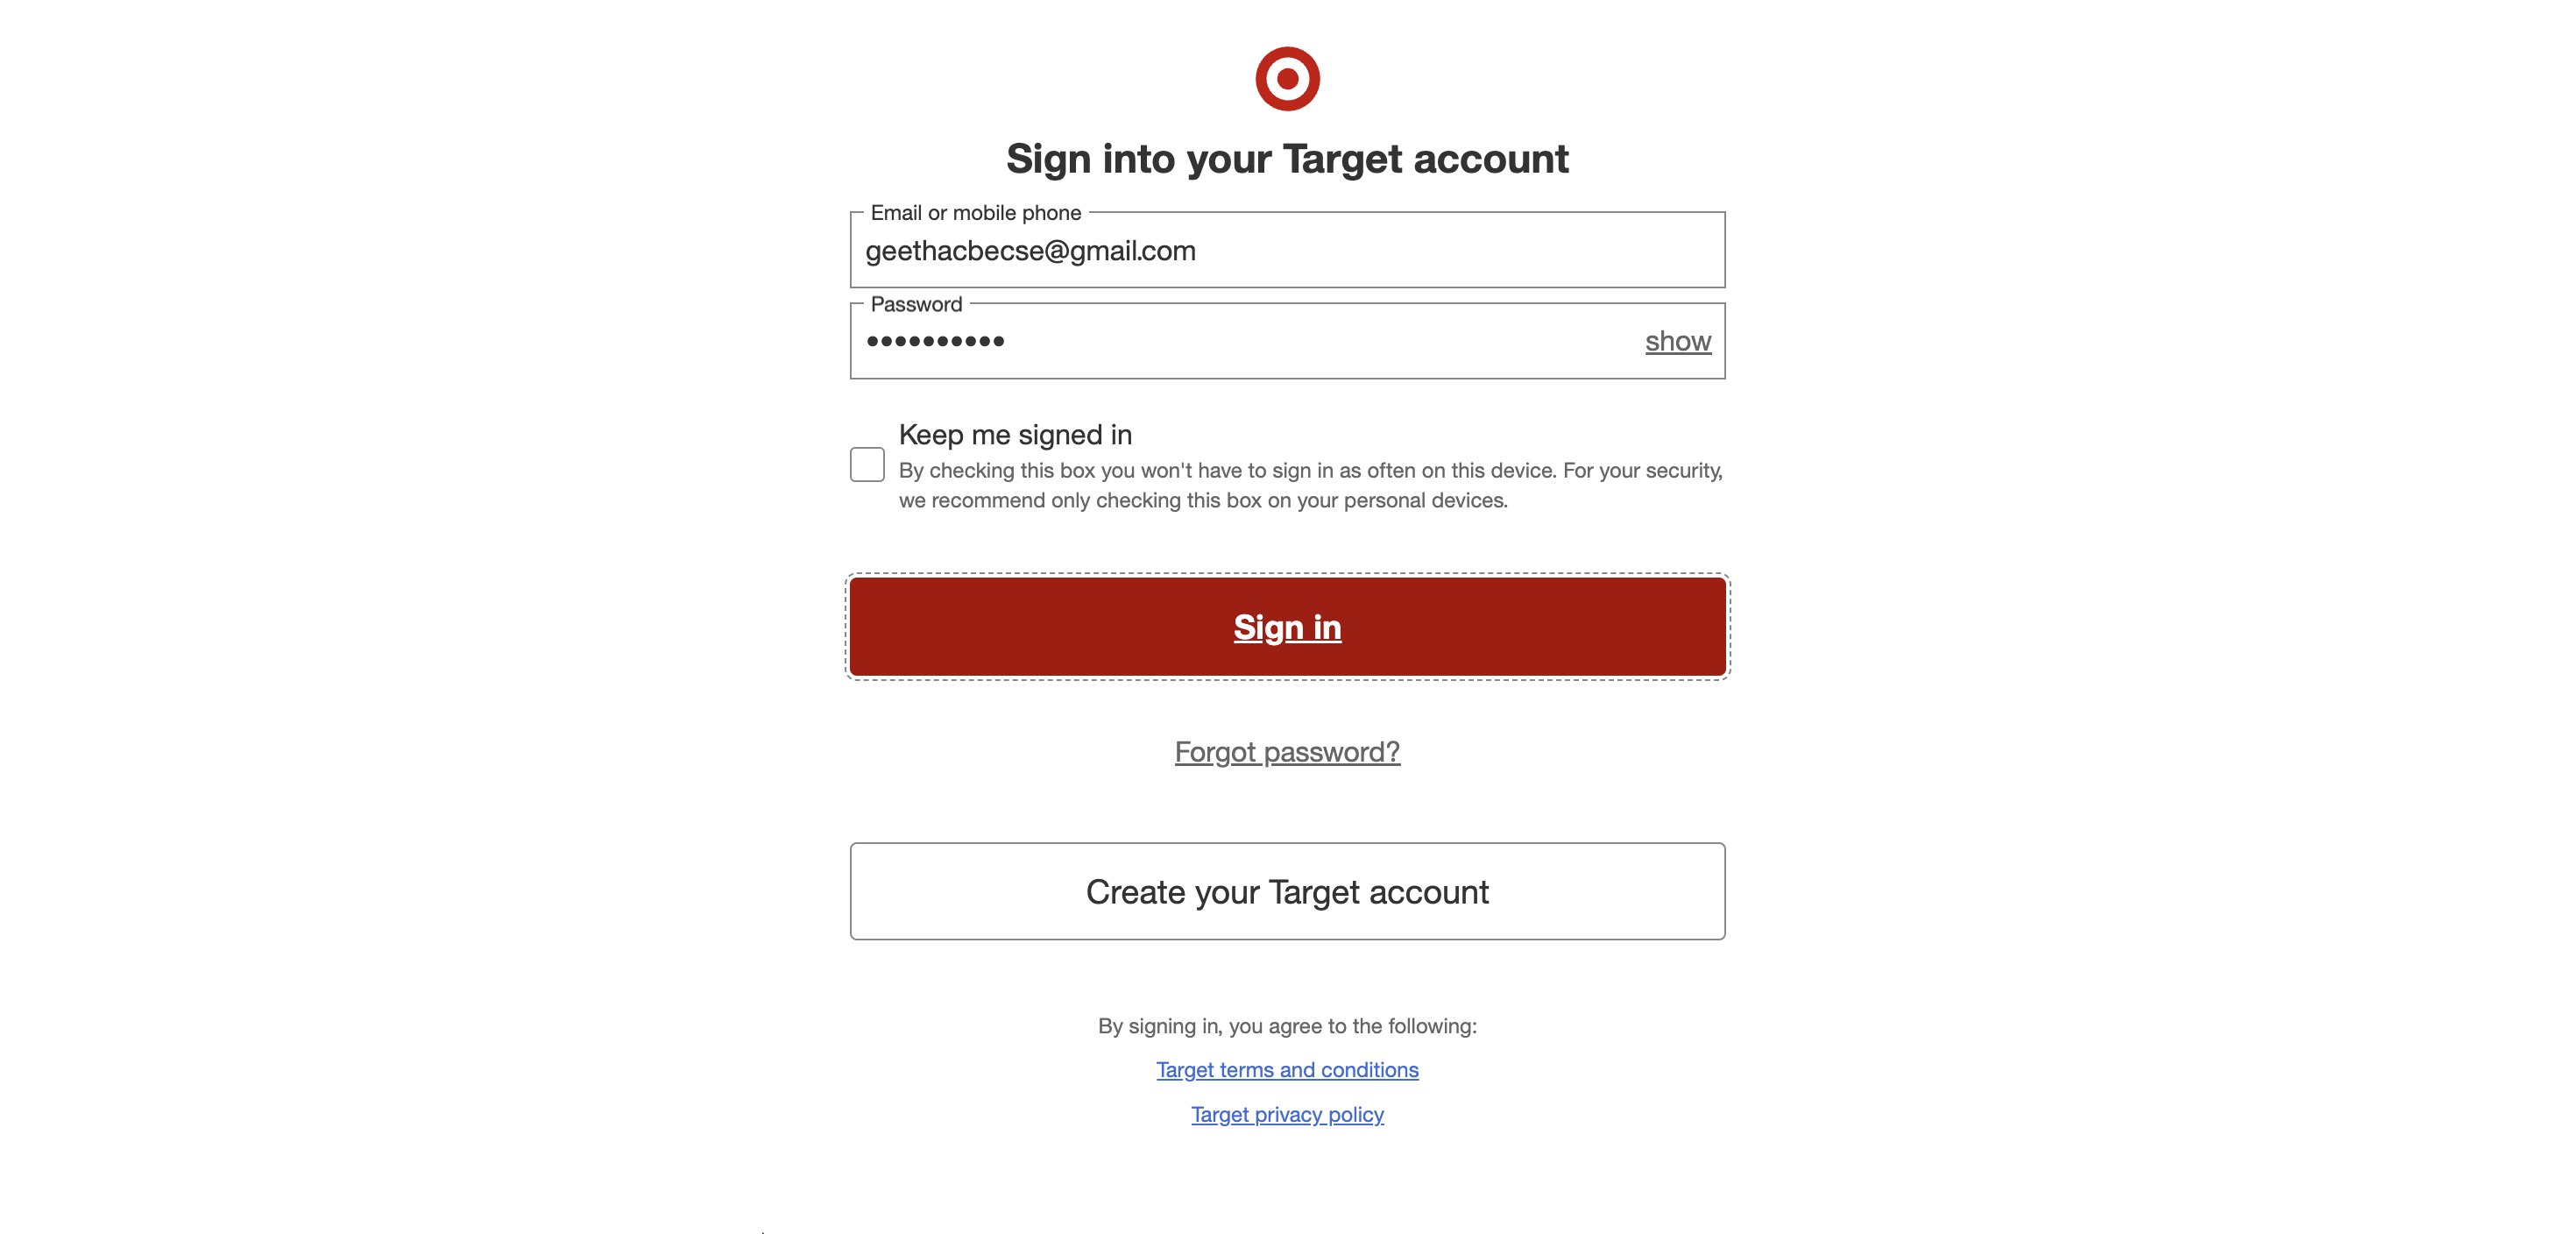 Sign into your Target account
Email or mobile phone
geethacbecse@gmail.com
Password
••••••••••
show
Keep me signed in
By checking this box you won't have to sign in as often on this device. For your security,
we recommend only checking this box on your personal devices.
Sign in
Forgot password?
Create your Target account
By signing in, you agree to the following:
Target terms and conditions
Target privacy policy